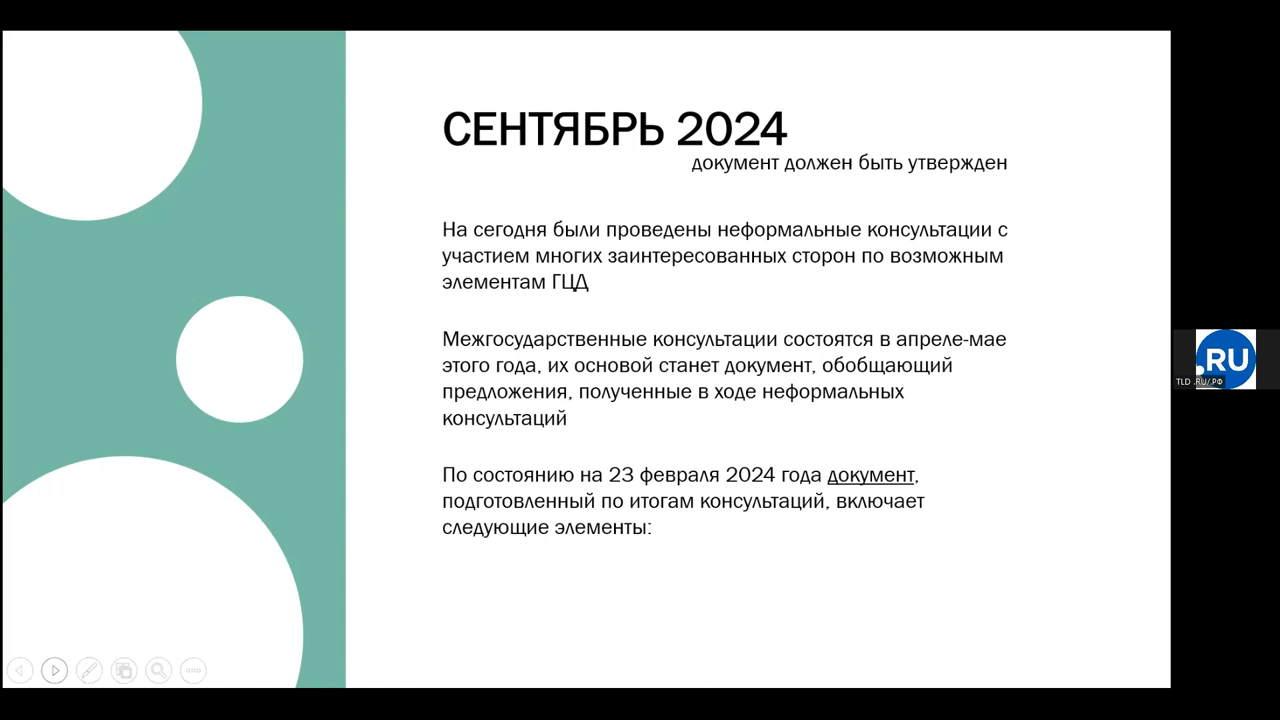 СЕНТЯБРЬ 2024
документ должен быть утвержден
На сегодня были проведены неформальные консультации с
участием многих заинтересованных сторон по возможным
элементам ГЦД
Межгосударственные консультации состоятся в апреле-мае
этого года, их основой станет документ, обобщающий
предложения, полученные в ходе неформальных
консультаций
По состоянию на 23 февраля 2024 года документ,
подготовленный по итогам консультаций, включает
следующие элементы:
.RU
TLD .RU/.РФ